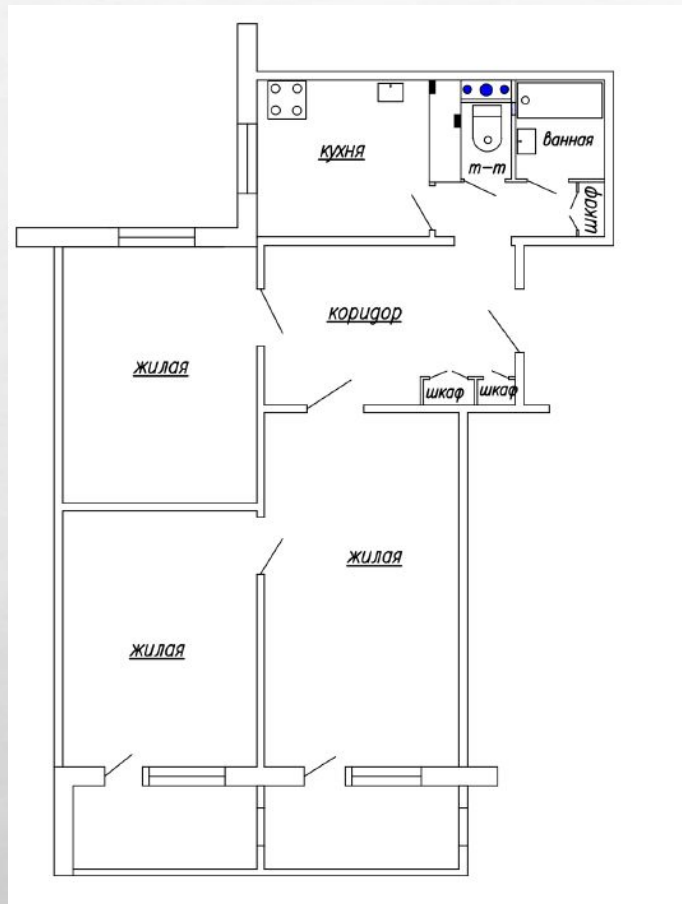 кухня
т-т
ванная
шкаф
коридор
жилая
шкаф
шкаф
жилая
жилая